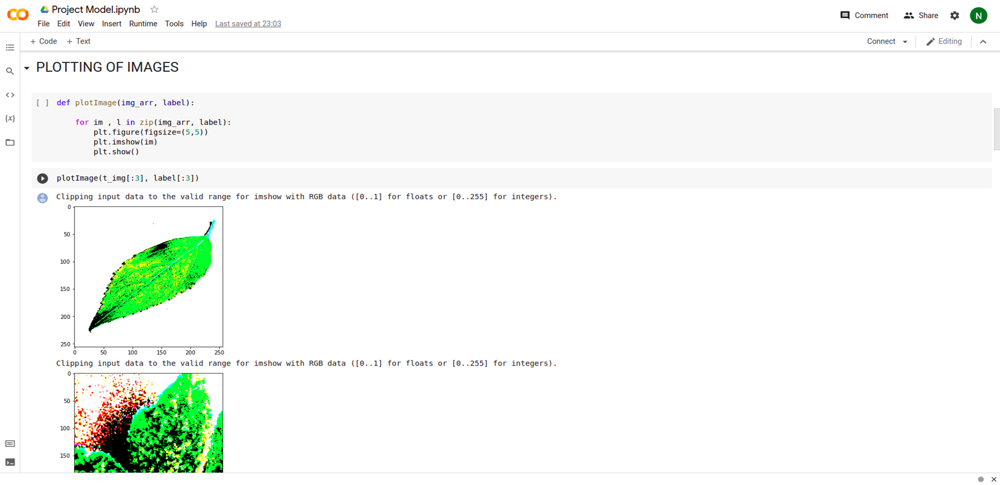 Project Model.ipynb
File Edit View Insert Runtime Tools Help Last saved at 23:03
Comment Share N
+ Code + Text
Connect Editing
PLOTTING OF IMAGES
[ ] def plotImage(img_arr, label):
for im , l in zip(img_arr, label):
plt.figure(figsize=(5,5))
plt.imshow(im)
plt.show()
plotImage(t_img[:3], label[:3])
Clipping input data to the valid range for imshow with RGB data ([0..1] for floats or [0..255] for integers).
0
50
100
150
200
250
0 50 100 150 200 250
Clipping input data to the valid range for imshow with RGB data ([0..1] for floats or [0..255] for integers).
0
50
100
150